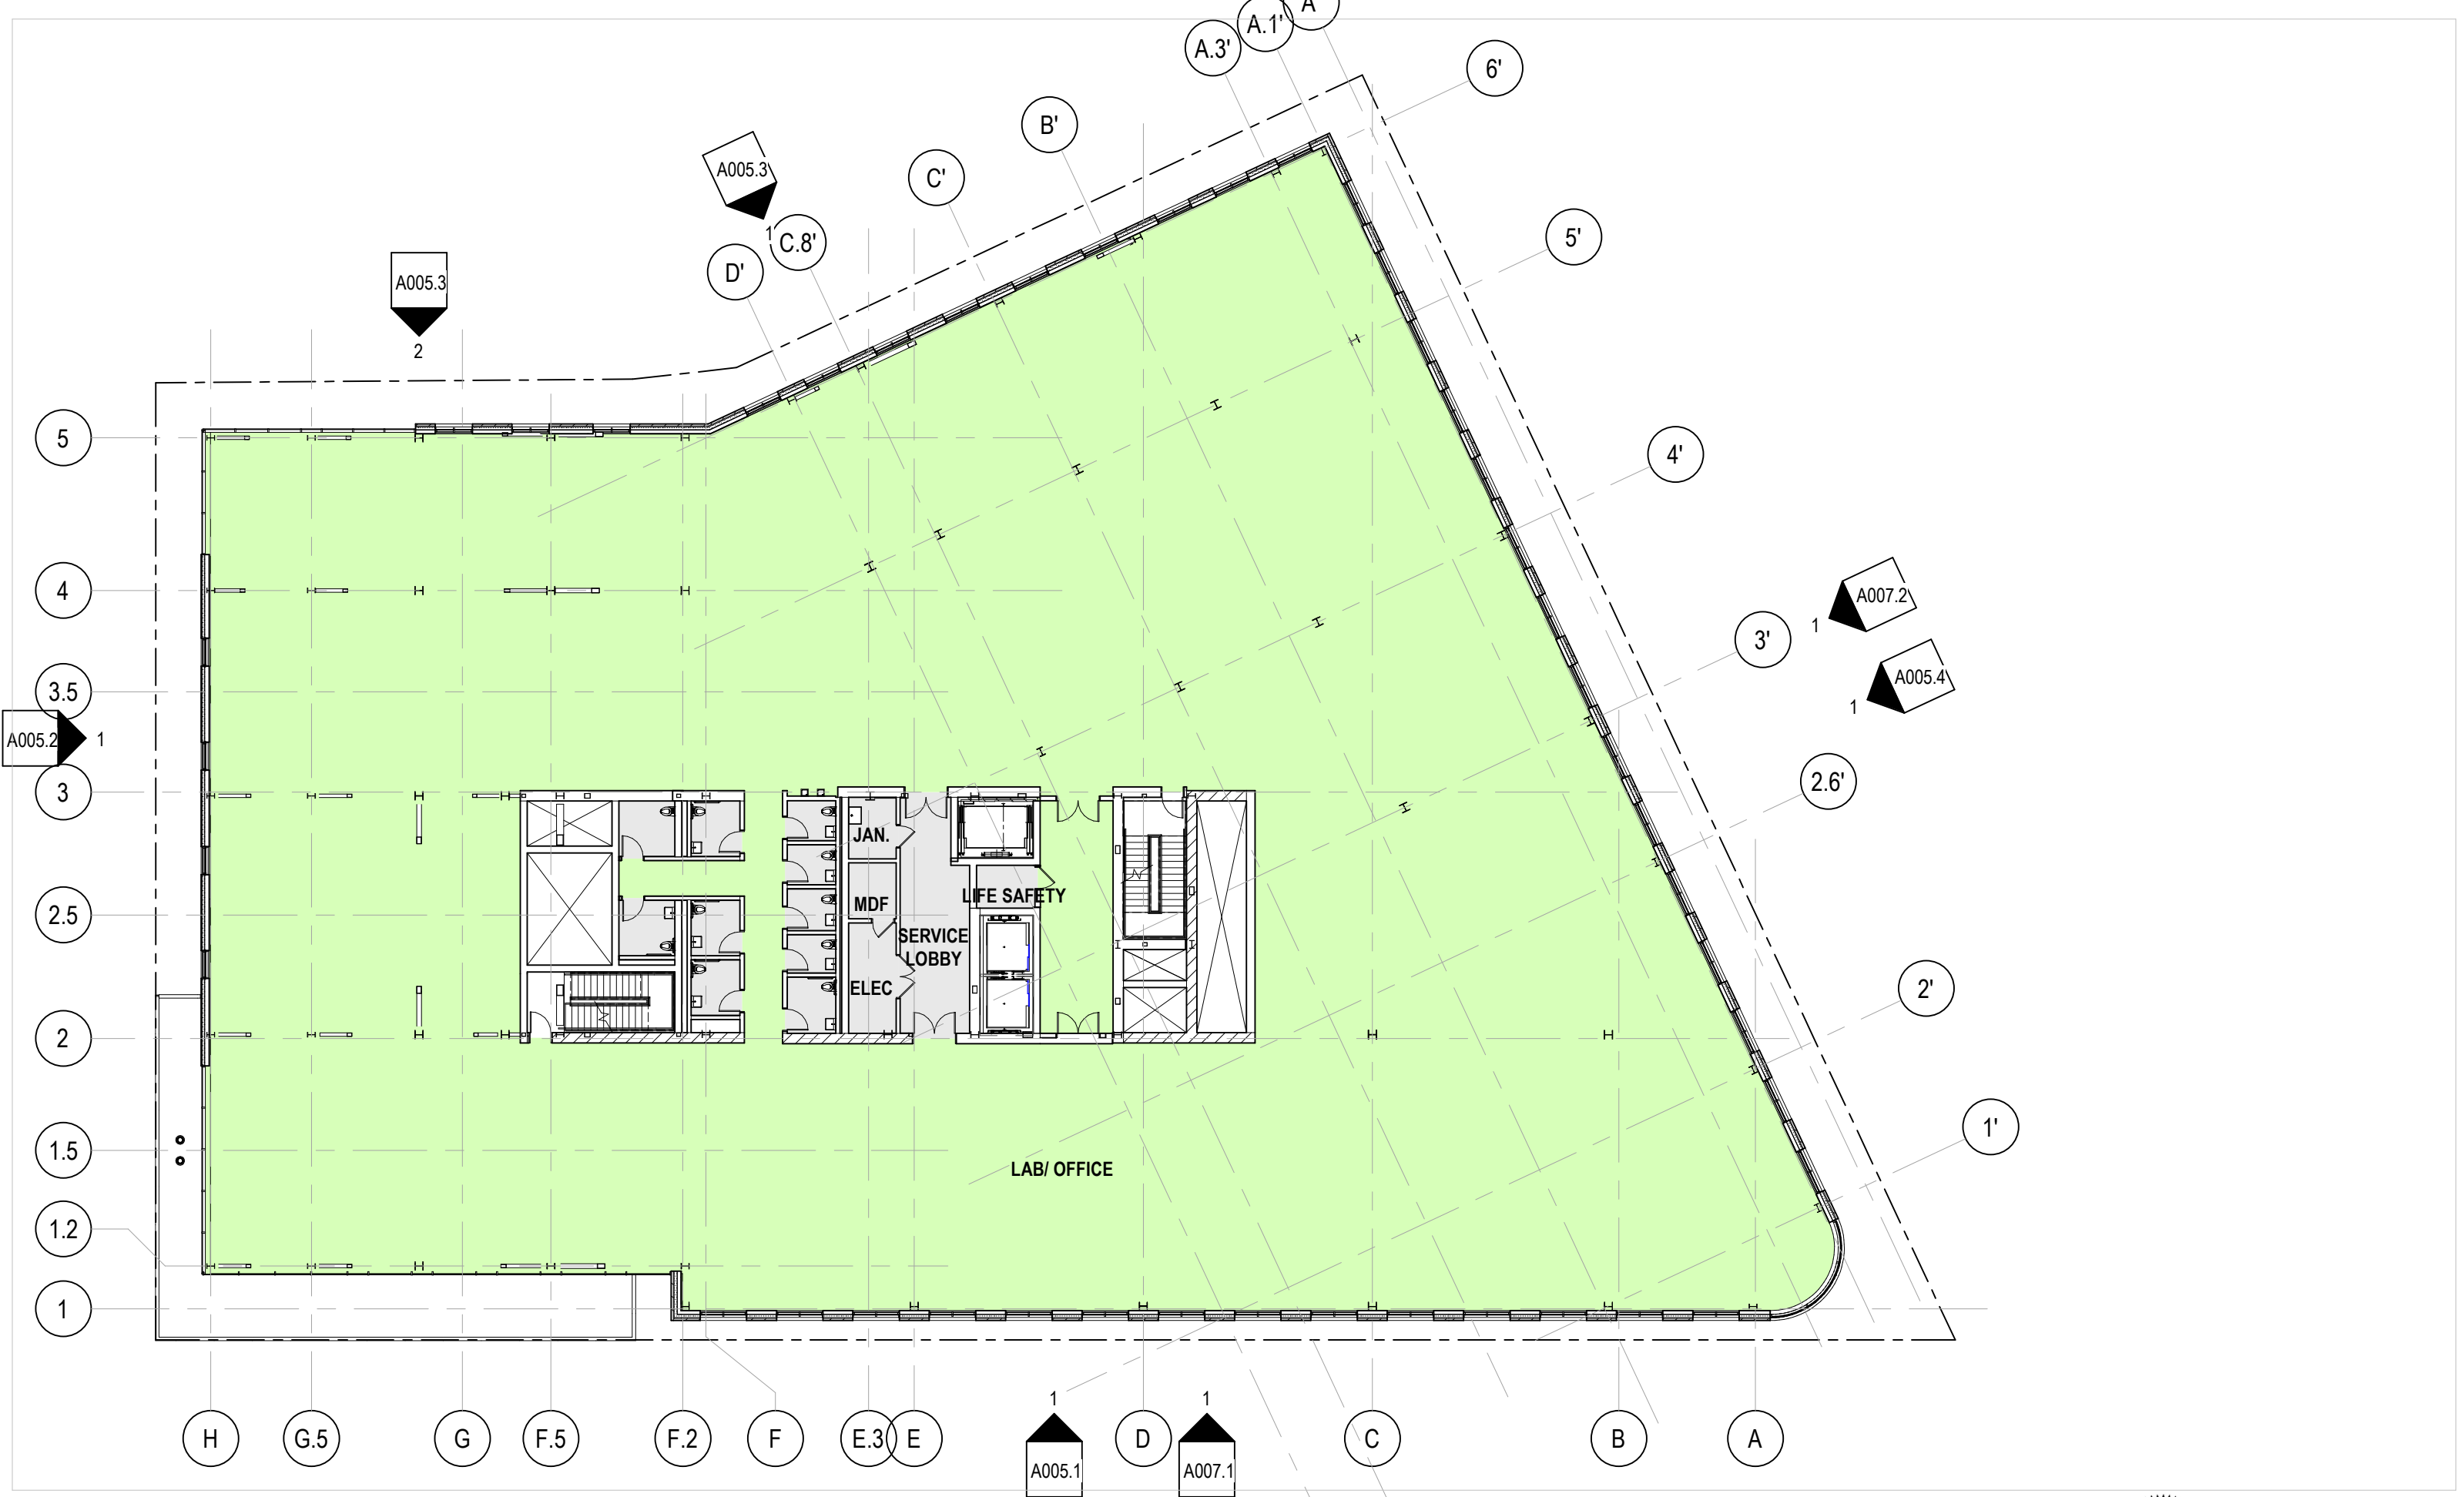 A'
A.1'
A.3'
6'
B'
A005.3
C'
1
C.8'
5'
D'
A005.3
2
5
4'
4
A007.2
1
3'
3.5
A005.4
1
A005.2
1
3
2.6'
JAN.
LIFE SAFETY
MDF
2.5
SERVICE
LOBBY
ELEC
2'
2
1'
1.5
LAB/ OFFICE
1.2
1
1
1
H
G.5
G
F.5
F.2
F
E.3
E
D
C
B
A
A005.1
A007.1